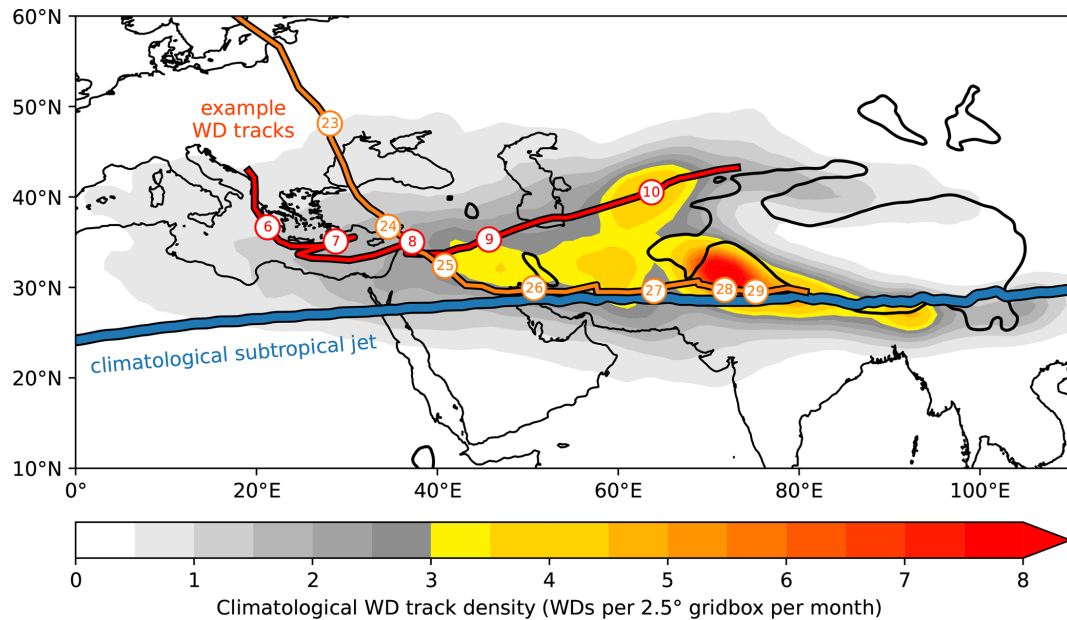 60°N
50°N
40°N
30°N
20°N
10°N
example
WD tracks
23
24
25
26
27
28
29
6
7
8
9
10
climatological subtropical jet
0 20°E 40°E 60°E 80°E 100°E
0 1 2 3 4 5 6 7 8
Climatological WD track density (WDs per 2.5° gridbox per month)